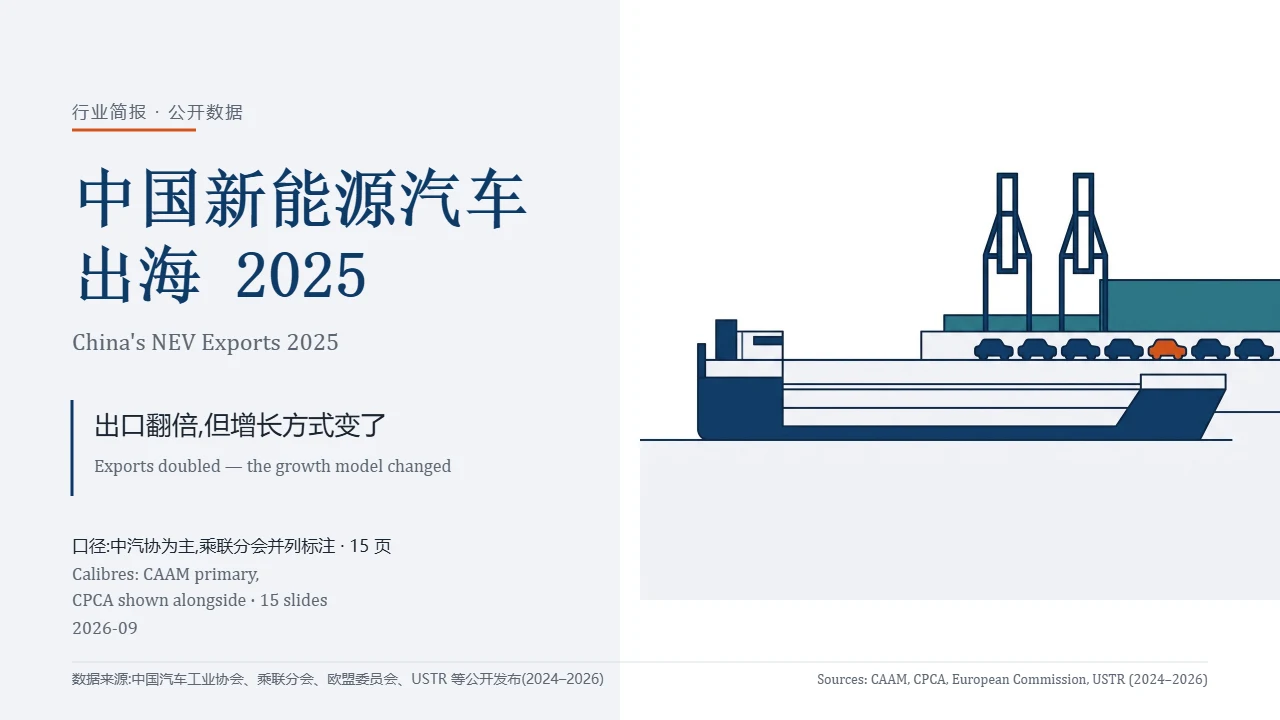 行业简报 · 公开数据
中国新能源汽车
出海 2025
China's NEV Exports 2025
出口翻倍,但增长方式变了
Exports doubled — the growth model changed
口径:中汽协为主,乘联分会并列标注 · 15 页
Calibres: CAAM primary,
CPCA shown alongside · 15 slides
2026-09
数据来源:中国汽车工业协会、乘联分会、欧盟委员会、USTR 等公开发布(2024–2026)
Sources: CAAM, CPCA, European Commission, USTR (2024–2026)